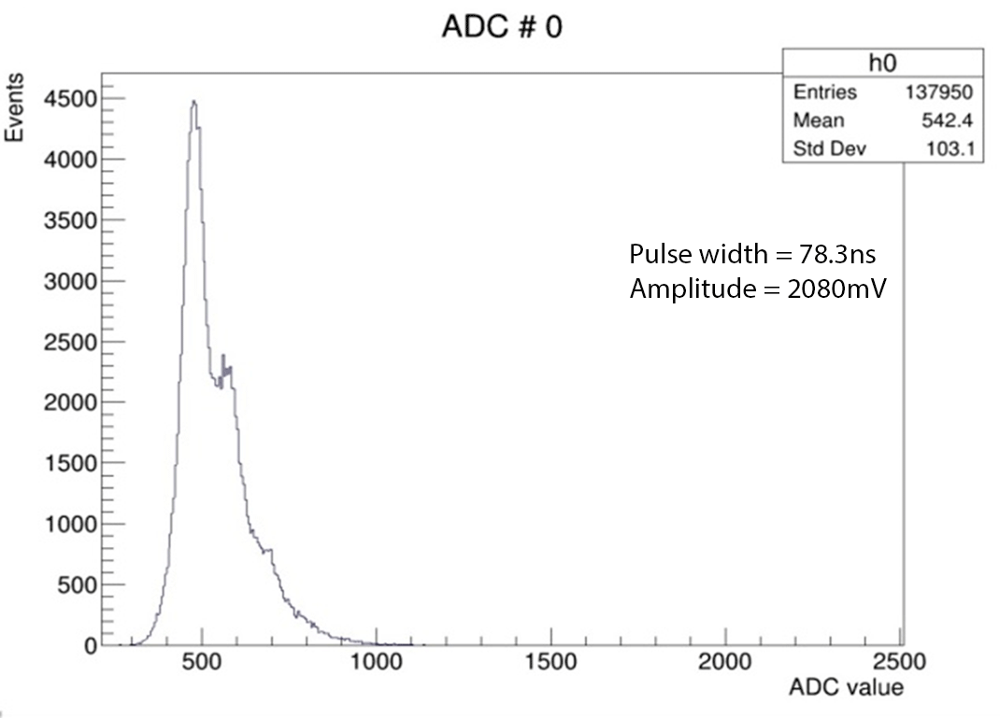 ADC # 0
h0
Entries 137950
Mean 542.4
Std Dev 103.1
Events
4500
4000
3500
3000
2500
2000
1500
1000
500
0
Pulse width = 78.3ns
Amplitude = 2080mV
500 1000 1500 2000 2500
ADC value